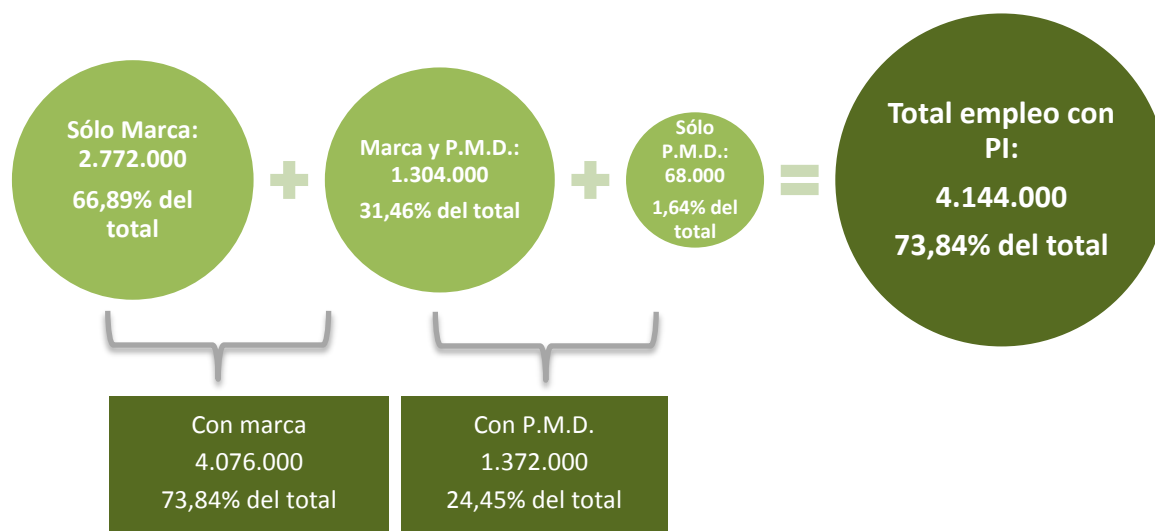 Sólo Marca:
2.772.000
66,89% del
total
Marca y P.M.D.:
1.304.000
31,46% del total
Sólo
P.M.D.:
68.000
1,64% del
total
Total empleo con
PI:
4.144.000
73,84% del total
Con marca
4.076.000
73,84% del total
Con P.M.D.
1.372.000
24,45% del total